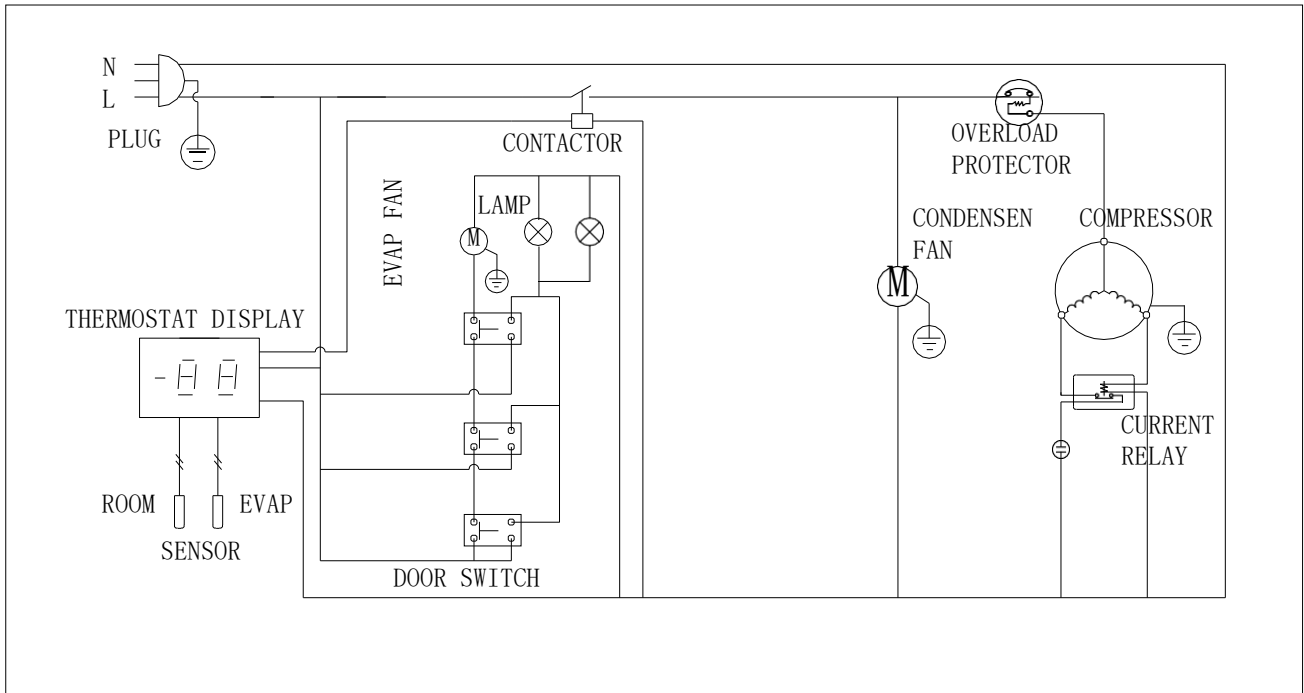 N
L
PLUG
CONTACTOR
OVERLOAD
PROTECTOR
EVAP FAN
LAMP
M
CONDENSEN
FAN
M
COMPRESSOR
THERMOSTAT DISPLAY
-88
CURRENT
RELAY
ROOM
EVAP
SENSOR
DOOR SWITCH